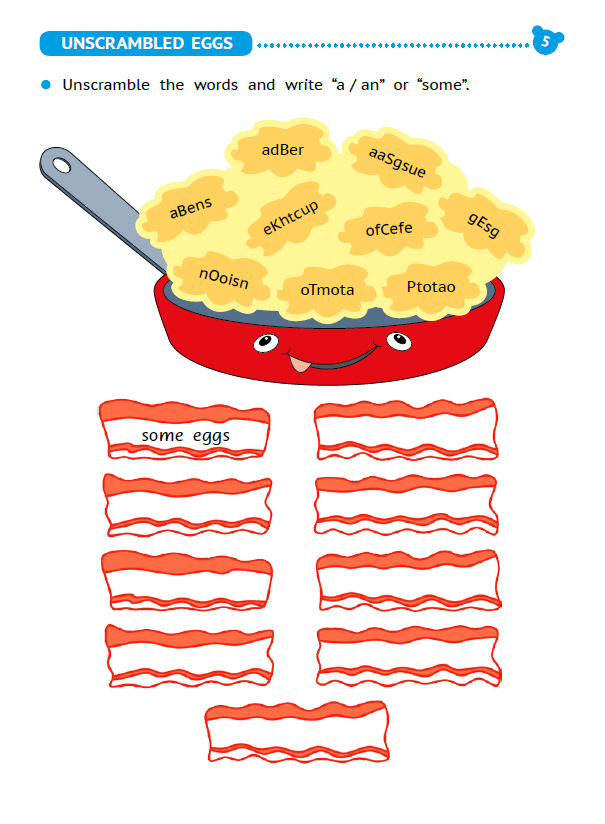 UNSCRAMBLED EGGS
5
Unscramble the words and write “a / an” or “some”.
adBer
aaSgsue
aBens
eKhtcup
ofCefe
gEsg
nOoisn
oTmota
Ptotao
some eggs